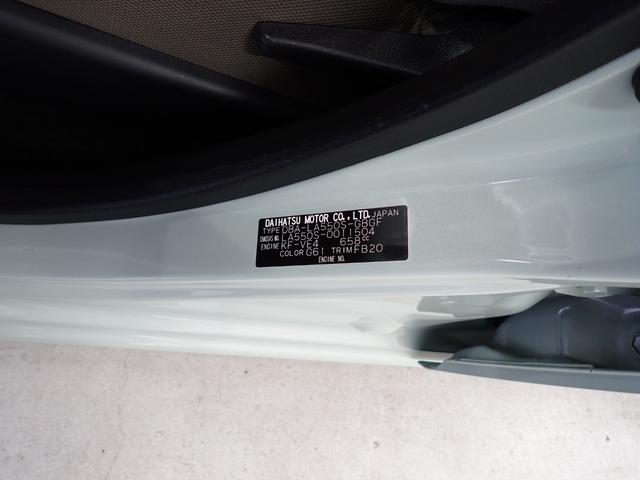 DAIHATSU MOTOR CO., LTD. JAPAN
TYPE DBA-LA550S-GBGF
CHASSIS NO. LA550S-0011504
ENGINE KF-VE4 658cc
COLOR G61 TRIM FB20
ENGINE NO.